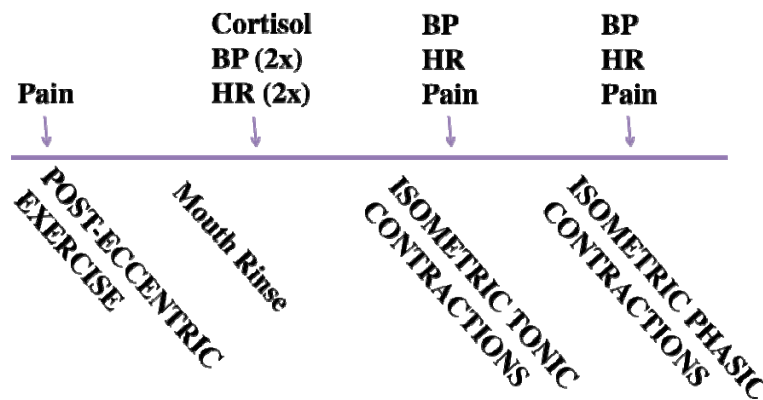 Cortisol
BP (2x)
HR (2x)
BP
HR
Pain
BP
HR
Pain
Pain
POST-ECCENTRIC
EXERCISE
Mouth Rinse
ISOMETRIC TONIC
CONTRACTIONS
ISOMETRIC PHASIC
CONTRACTIONS